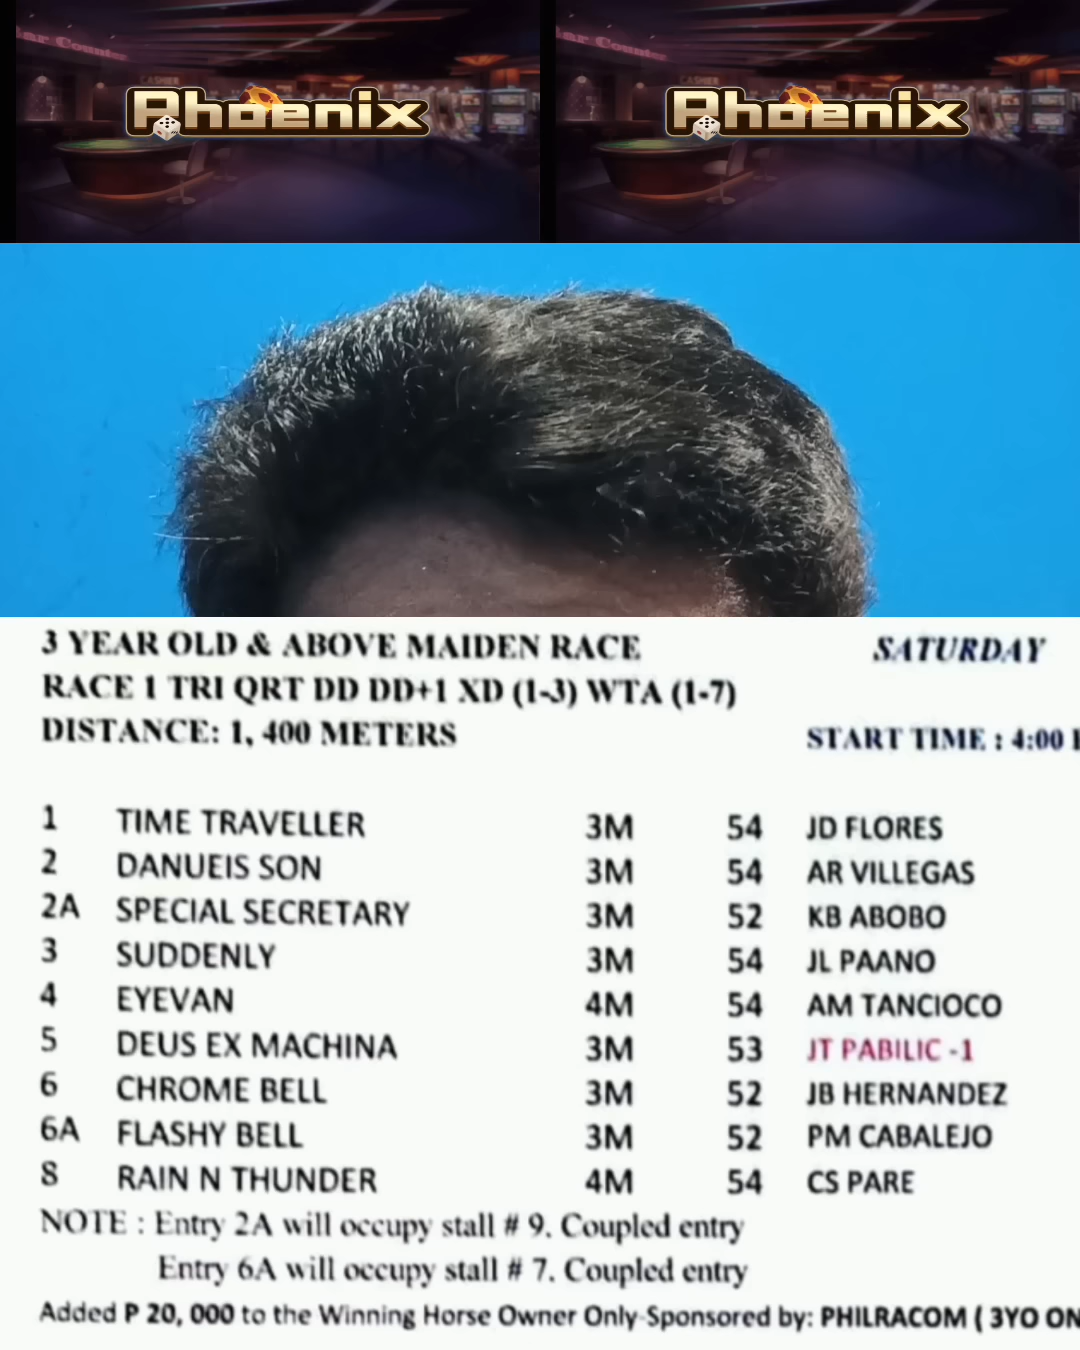 Phoenix
Phoenix
3 YEAR OLD & ABOVE MAIDEN RACE SATURDAY
RACE 1 TRI QRT DD DD+1 XD (1-3) WTA (1-7)
DISTANCE: 1, 400 METERS START TIME : 4:00
1 TIME TRAVELLER 3M 54 JD FLORES
2 DANUEIS SON 3M 54 AR VILLEGAS
2A SPECIAL SECRETARY 3M 52 KB ABOBO
3 SUDDENLY 3M 54 JL PAANO
4 EYEVAN 4M 54 AM TANCIOCO
5 DEUS EX MACHINA 3M 53 JT PABILIC -1
6 CHROME BELL 3M 52 JB HERNANDEZ
6A FLASHY BELL 3M 52 PM CABALEJO
8 RAIN N THUNDER 4M 54 CS PARE
NOTE : Entry 2A will occupy stall # 9. Coupled entry
Entry 6A will occupy stall # 7. Coupled entry
Added P 20, 000 to the Winning Horse Owner Only-Sponsored by: PHILRACOM ( 3YO ON